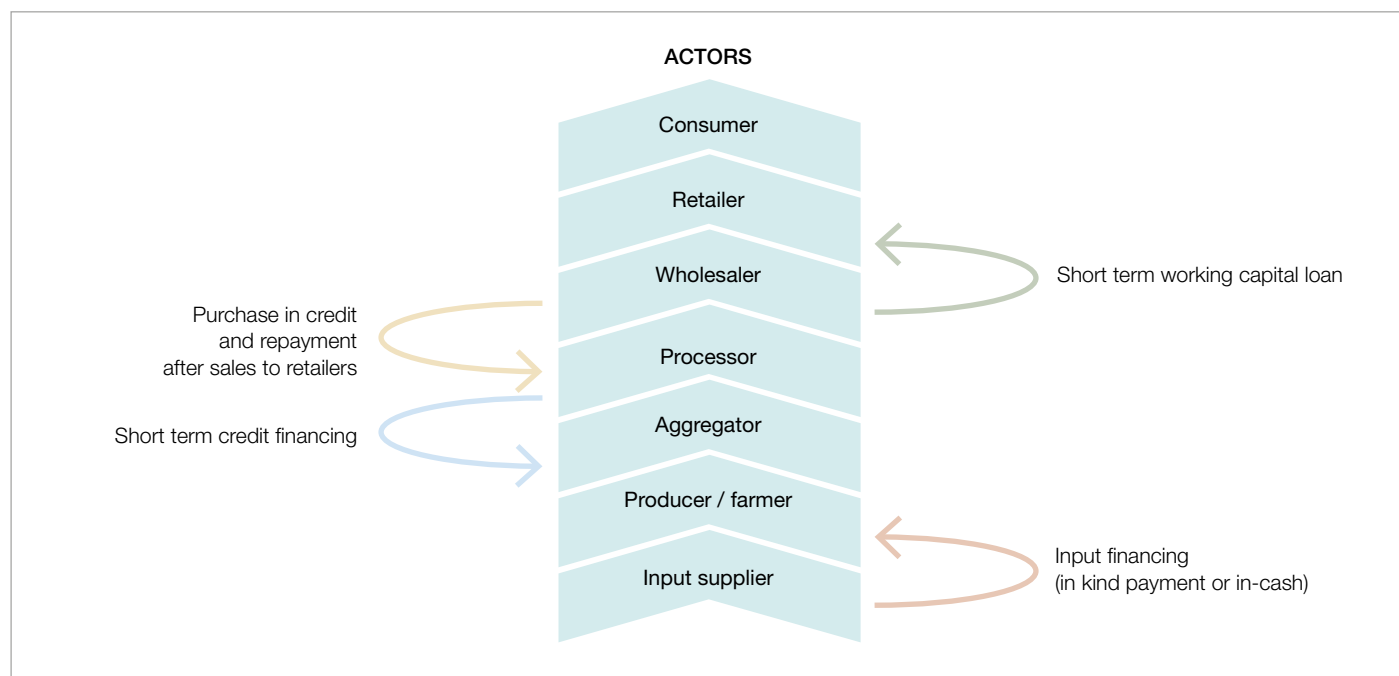 ACTORS
Consumer
Retailer
Wholesaler
Processor
Aggregator
Producer / farmer
Input supplier
Purchase in credit
and repayment
after sales to retailers
Short term credit financing
Short term working capital loan
Input financing
(in kind payment or in-cash)